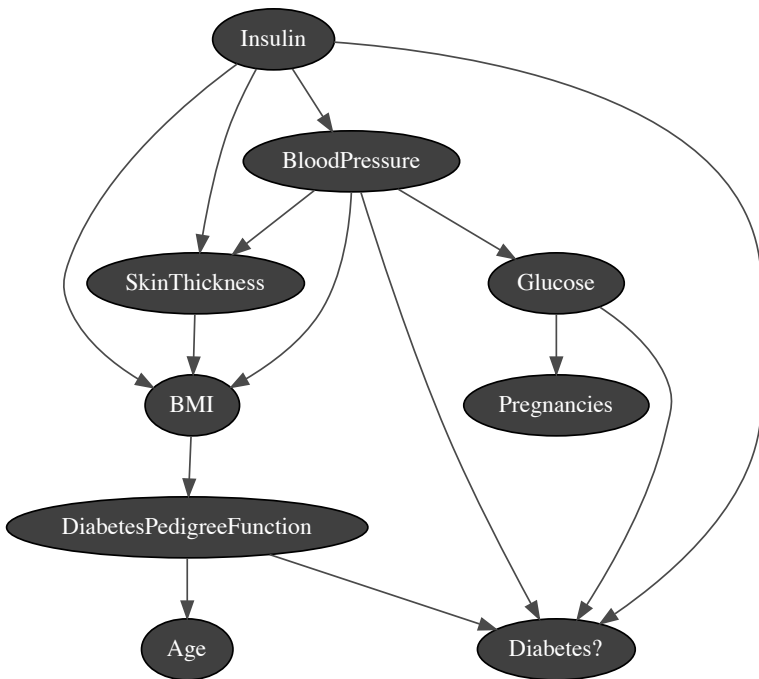 Insulin
BloodPressure
SkinThickness
Glucose
BMI
Pregnancies
DiabetesPedigreeFunction
Age
Diabetes?